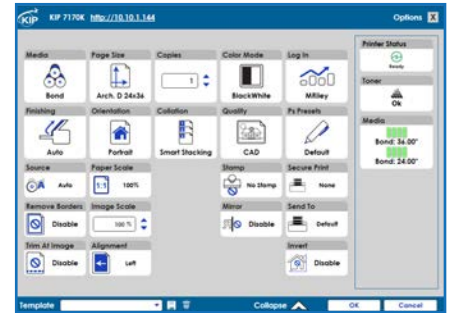 KIP KIP 7170K http://10.10.1.144 Options X
Media Page Size Copies Color Mode Log In Printer Status
Ready
1
Bond Arch. D 24x36 BlackWhite MRiley
Toner
Ok
Finishing Orientation Collation Quality Ps Presets
Media
Bond: 36.00"
Bond: 24.00"
Auto Portrait Smart Stacking CAD Default
Source Paper Scale Stamp Secure Print
A Auto 1:1 100% No Stamp None
Remove Borders Image Scale Mirror Send To
Disable 100 % Disable Default
Trim At Image Alignment Invert
Disable Left Disable
Template Collapse OK Cancel